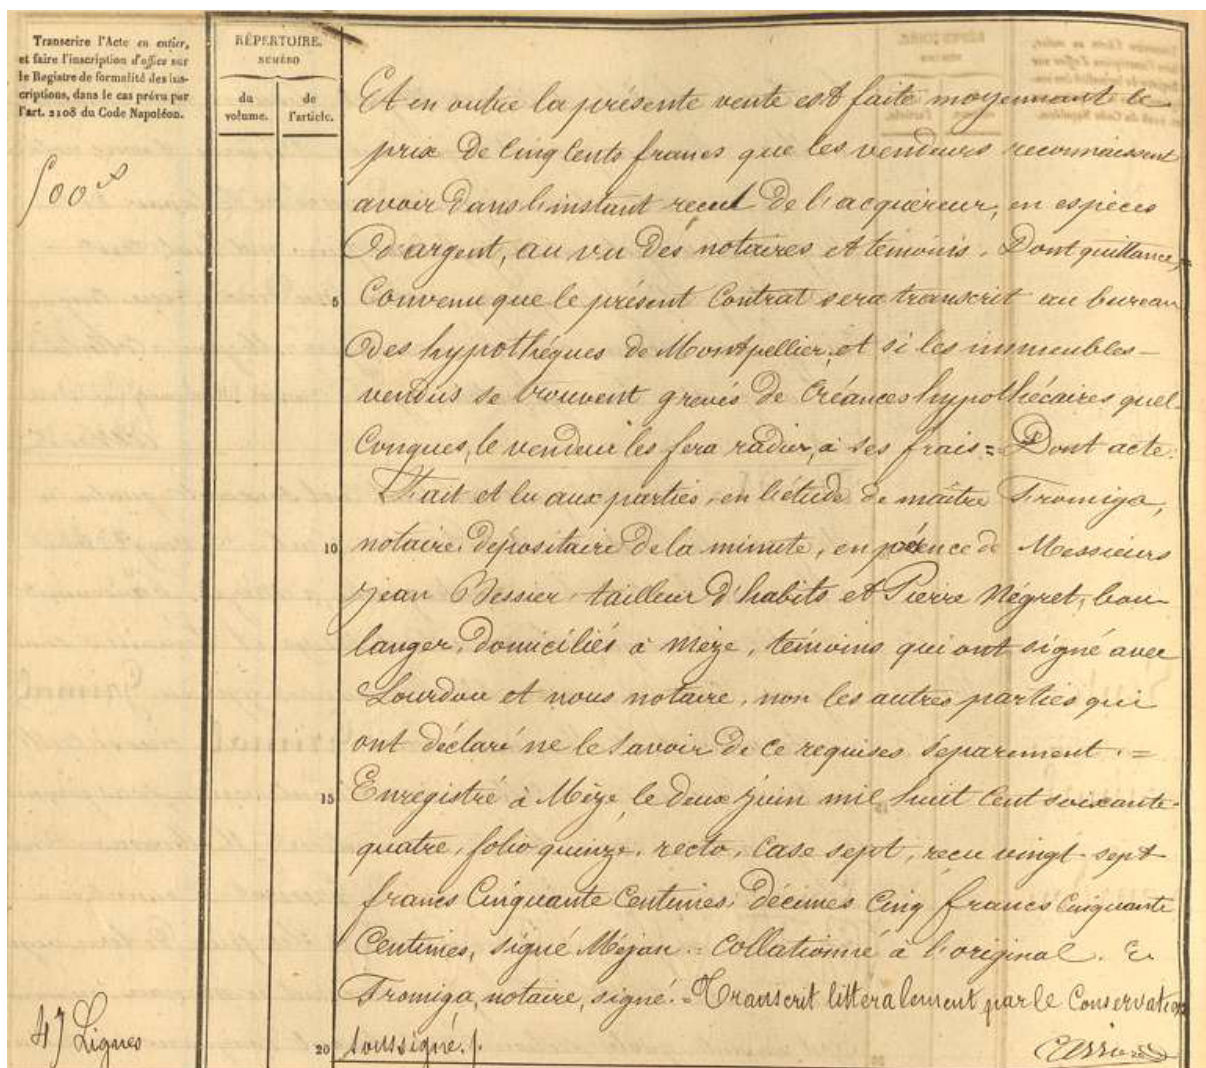 Transcrire l'Acte en entier,
et faire l'inscription d'office sur
le Registre de formalité des ins-
criptions, dans le cas prévu par
l'art. 2108 du Code Napoléon.
RÉPERTOIRE.
NUMÉRO
du volume.
de l'article.
500
Et en outre la présente vente est faite moyennant le
prix de Cinq Cents francs que les vendeurs reconnaissent
avoir dans l'instant reçu de l'acquéreur, en espèces
d'argent, au vu des notaires et témoins. Dont quittance,=
5 Convenu que le présent Contrat sera transcrit au bureau
des hypothéques de Montpellier, et si les immeubles-
vendus se trouvent grevés de Créances hypothécaires quel-
Conques, le vendeur les fera radier, à ses frais = Dont acte.
Fait et lu aux parties, en l'étude de maître Fromiga,
10 notaire, dépositaire de la minute, en présence de Messieurs
Jean Bessier tailleur d'habits et Pierre Négret, bou-
langer, domiciliés à Mèze, témoins qui ont signé avec
Lourdou et nous notaire, non les autres parties qui
ont déclaré ne le Savoir de ce requises séparement. =
15 Enregistré à Mèze, le deux Juin mil huit Cent soixante-
quatre, folio quinze, recto, Case sept, reçu vingt sept
francs Cinquante Centimes, décimes Cinq francs Cinquante
Centimes, signé Méjan = Collationné à l'original.
Fromiga, notaire, signé. = Transcrit littéralement par le Conservateur
20 soussigné.
47 Lignes